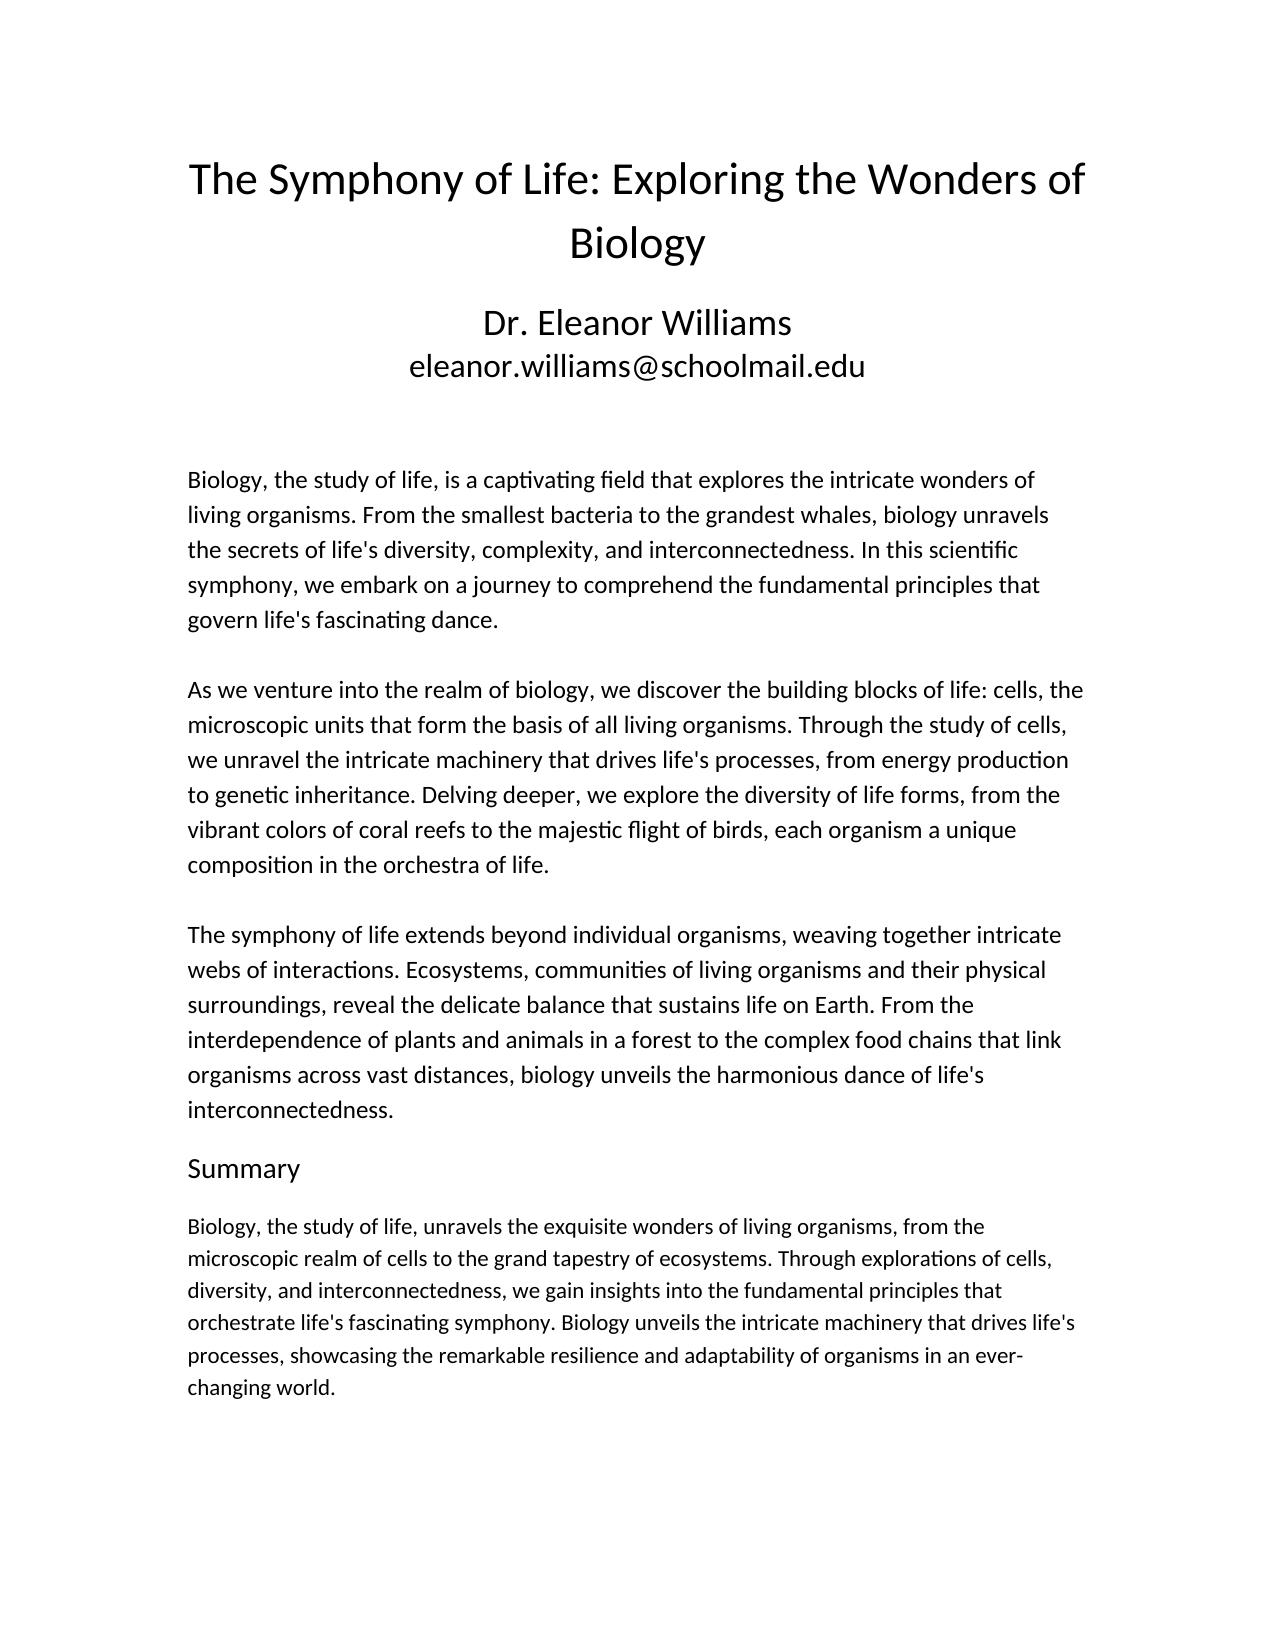 The Symphony of Life: Exploring the Wonders of
Biology
Dr. Eleanor Williams
eleanor.williams@schoolmail.edu
Biology, the study of life, is a captivating field that explores the intricate wonders of
living organisms. From the smallest bacteria to the grandest whales, biology unravels
the secrets of life's diversity, complexity, and interconnectedness. In this scientific
symphony, we embark on a journey to comprehend the fundamental principles that
govern life's fascinating dance.
As we venture into the realm of biology, we discover the building blocks of life: cells, the
microscopic units that form the basis of all living organisms. Through the study of cells,
we unravel the intricate machinery that drives life's processes, from energy production
to genetic inheritance. Delving deeper, we explore the diversity of life forms, from the
vibrant colors of coral reefs to the majestic flight of birds, each organism a unique
composition in the orchestra of life.
The symphony of life extends beyond individual organisms, weaving together intricate
webs of interactions. Ecosystems, communities of living organisms and their physical
surroundings, reveal the delicate balance that sustains life on Earth. From the
interdependence of plants and animals in a forest to the complex food chains that link
organisms across vast distances, biology unveils the harmonious dance of life's
interconnectedness.
Summary
Biology, the study of life, unravels the exquisite wonders of living organisms, from the
microscopic realm of cells to the grand tapestry of ecosystems. Through explorations of cells,
diversity, and interconnectedness, we gain insights into the fundamental principles that
orchestrate life's fascinating symphony. Biology unveils the intricate machinery that drives life's
processes, showcasing the remarkable resilience and adaptability of organisms in an ever-
changing world.